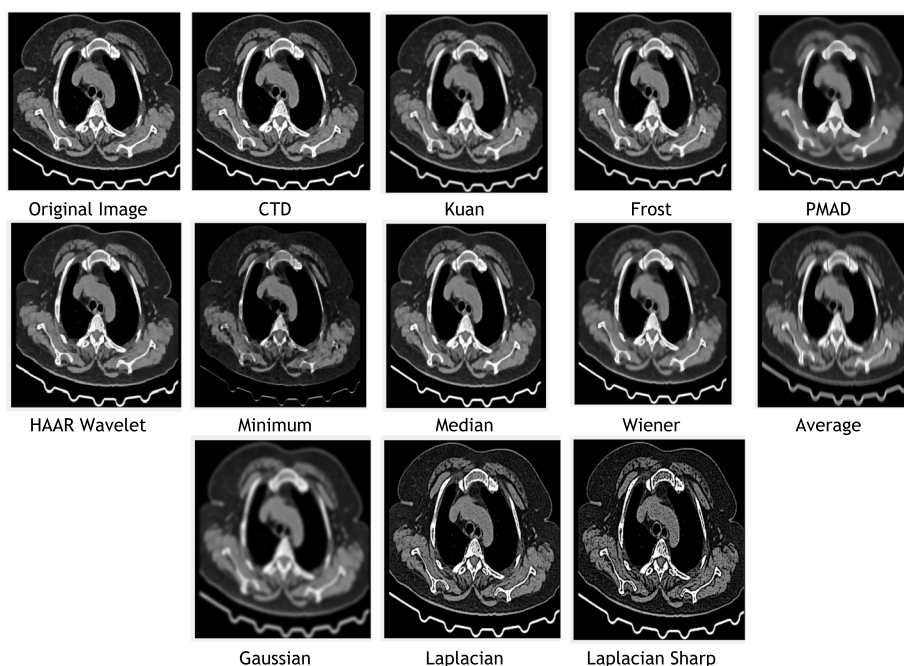 Original Image CTD Kuan Frost PMAD
HAAR Wavelet Minimum Median Wiener Average
Gaussian Laplacian Laplacian Sharp